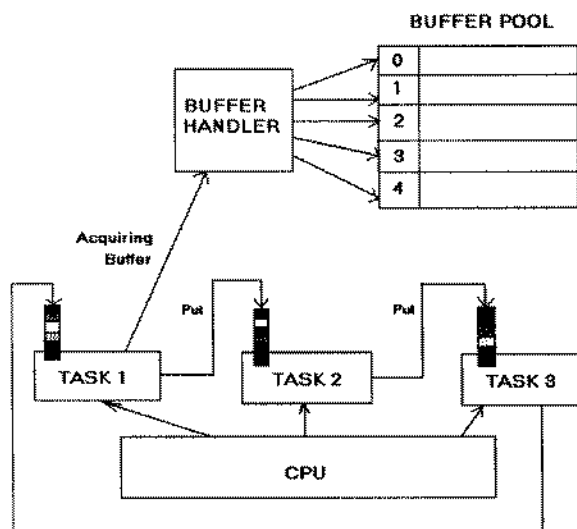 BUFFER POOL
0
1
2
3
4
BUFFER
HANDLER
Acquiring
Buffer
Put
Put
TASK 1
TASK 2
TASK 3
CPU